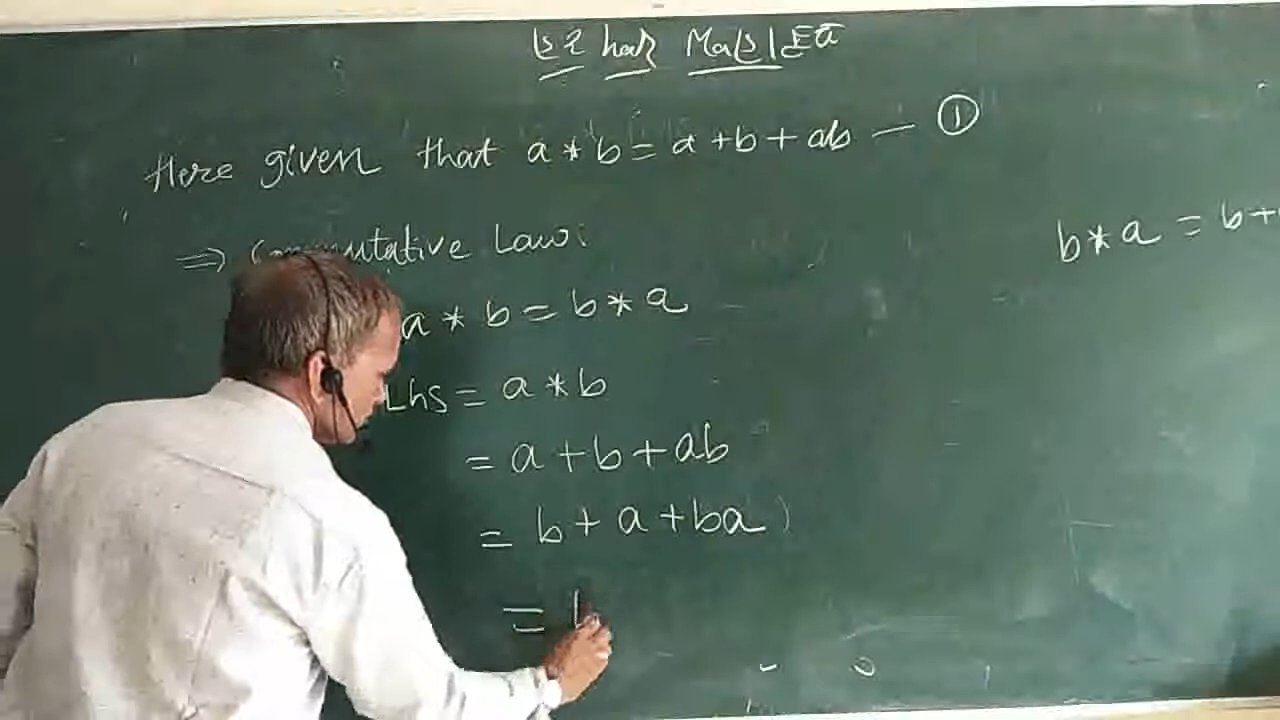 Here given that a * b = a + b + ab — ①
b * a = b +
⇒ Commutative Law:
a * b = b * a
Lhs = a * b
= a + b + ab
= b + a + ba
= b